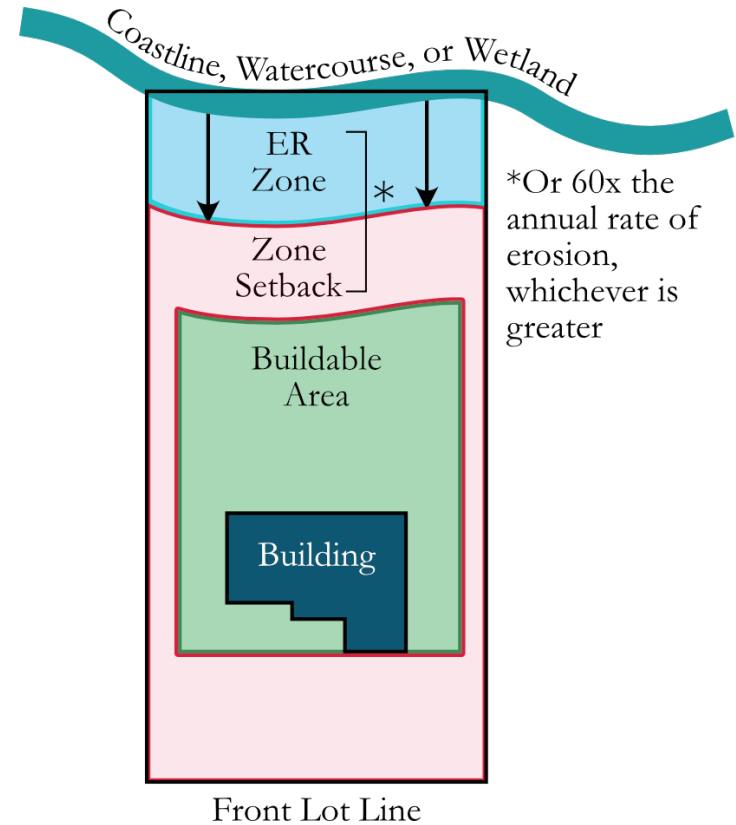 Coastline, Watercourse, or Wetland
ER
Zone
*
Zone
Setback
*Or 60x the
annual rate of
erosion,
whichever is
greater
Buildable
Area
Building
Front Lot Line